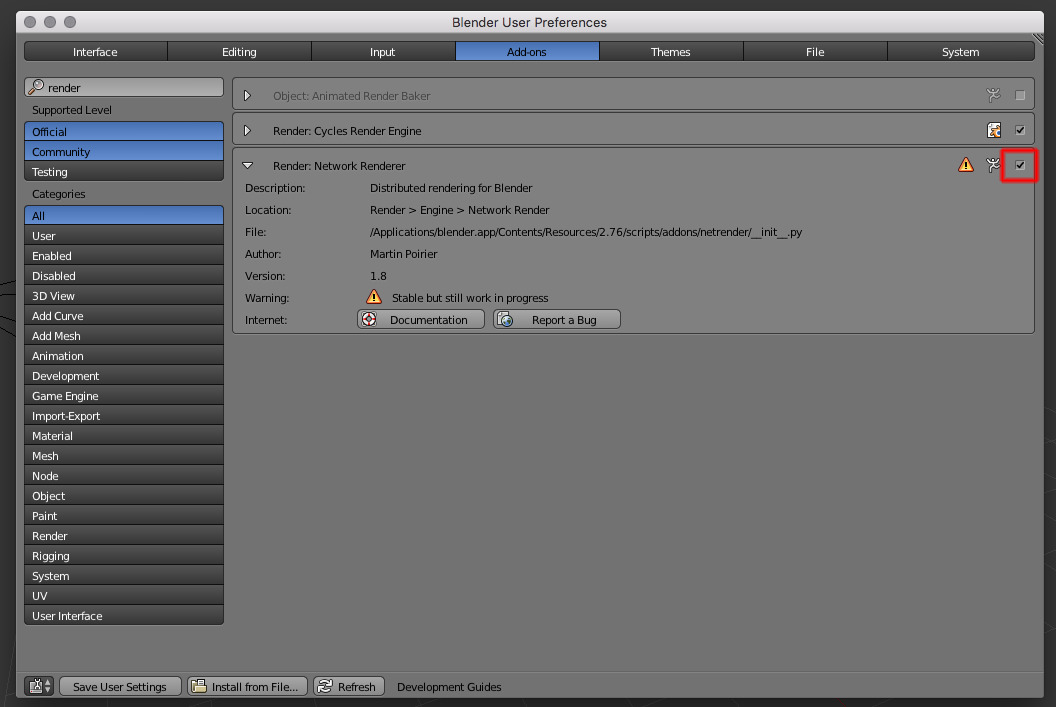 Blender User Preferences
Interface Editing Input Add-ons Themes File System
render
Supported Level
Official
Community
Testing
Categories
All
User
Enabled
Disabled
3D View
Add Curve
Add Mesh
Animation
Development
Game Engine
Import-Export
Material
Mesh
Node
Object
Paint
Render
Rigging
System
UV
User Interface
Object: Animated Render Baker
Render: Cycles Render Engine
Render: Network Renderer
Description: Distributed rendering for Blender
Location: Render > Engine > Network Render
File: /Applications/blender.app/Contents/Resources/2.76/scripts/addons/netrender/__init__.py
Author: Martin Poirier
Version: 1.8
Warning: Stable but still work in progress
Internet: Documentation Report a Bug
Save User Settings Install from File... Refresh Development Guides